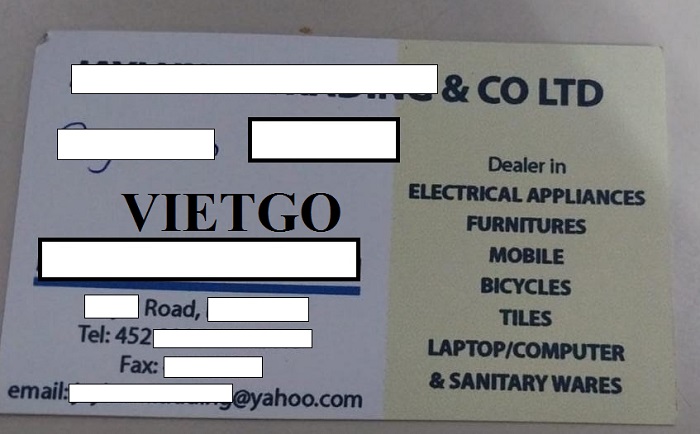 & CO LTD
VIETGO
Road,
Tel: 452
Fax:
email: @yahoo.com
Dealer in
ELECTRICAL APPLIANCES
FURNITURES
MOBILE
BICYCLES
TILES
LAPTOP/COMPUTER
& SANITARY WARES